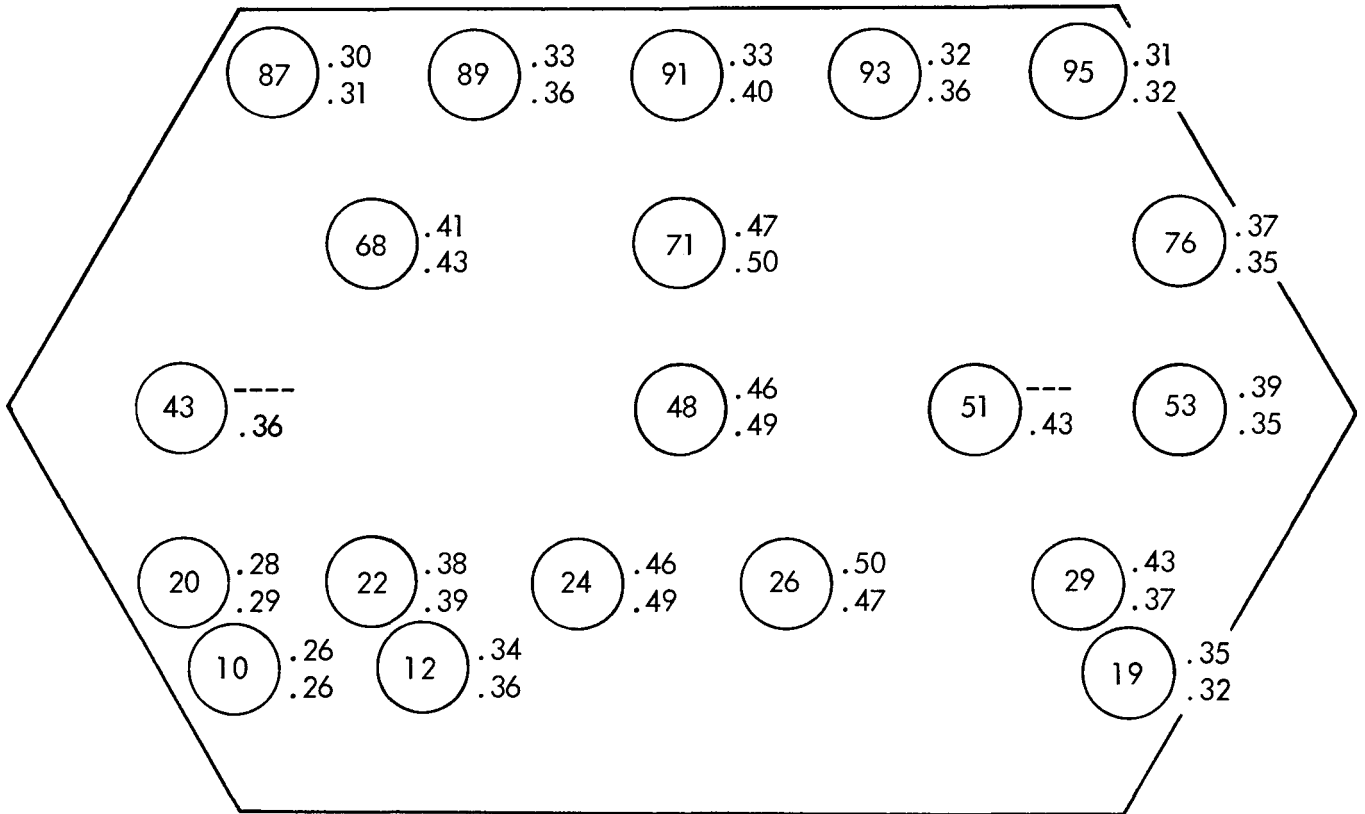 87 .30 89 .33 91 .33 93 .32 95 .31
.31 .36 .40 .36 .32
68 .41 71 .47 76 .37
.43 .50 .35
43 ---- 48 .46 51 --- 53 .39
.36 .49 .43 .35
20 .28 22 .38 24 .46 26 .50 29 .43
.29 .39 .49 .47 .37
10 .26 12 .34 19 .35
.26 .36 .32